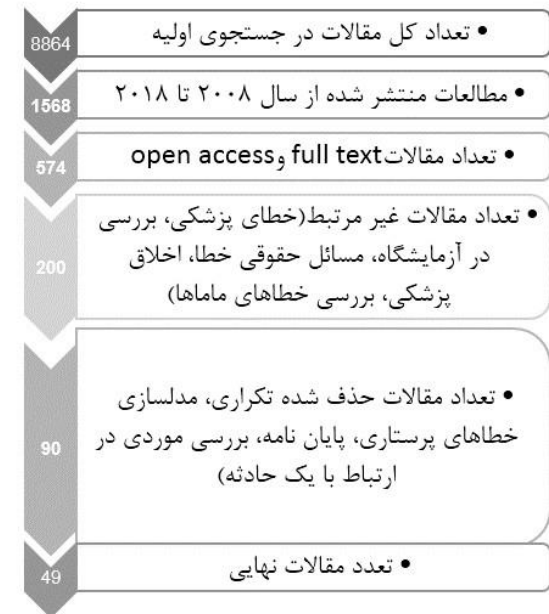 8864
• تعداد کل مقالات در جستجوی اولیه
1568
• مطالعات منتشر شده از سال ۲۰۰۸ تا ۲۰۱۸
574
• تعداد مقالات full text و open access
200
• تعداد مقالات غیر مرتبط(خطای پزشکی، بررسی
در آزمایشگاه، مسائل حقوقی خطا، اخلاق
پزشکی، بررسی خطاهای ماماها)
90
• تعداد مقالات حذف شده تکراری، مدلسازی
خطاهای پرستاری، پایان نامه، بررسی موردی در
ارتباط با یک حادثه)
49
• تعدد مقالات نهایی